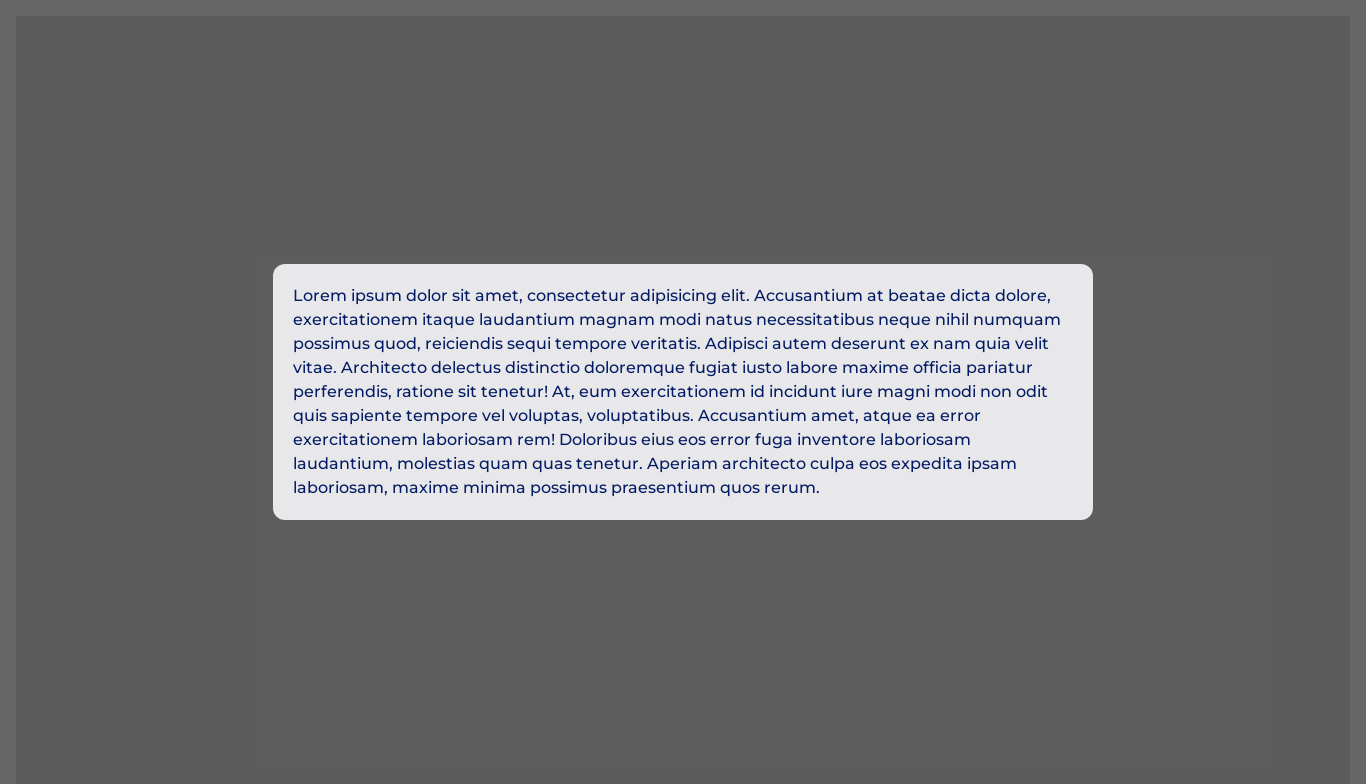 Lorem ipsum dolor sit amet, consectetur adipisicing elit. Accusantium at beatae dicta dolore,
exercitationem itaque laudantium magnam modi natus necessitatibus neque nihil numquam
possimus quod, reiciendis sequi tempore veritatis. Adipisci autem deserunt ex nam quia velit
vitae. Architecto delectus distinctio doloremque fugiat iusto labore maxime officia pariatur
perferendis, ratione sit tenetur! At, eum exercitationem id incidunt iure magni modi non odit
quis sapiente tempore vel voluptas, voluptatibus. Accusantium amet, atque ea error
exercitationem laboriosam rem! Doloribus eius eos error fuga inventore laboriosam
laudantium, molestias quam quas tenetur. Aperiam architecto culpa eos expedita ipsam
laboriosam, maxime minima possimus praesentium quos rerum.